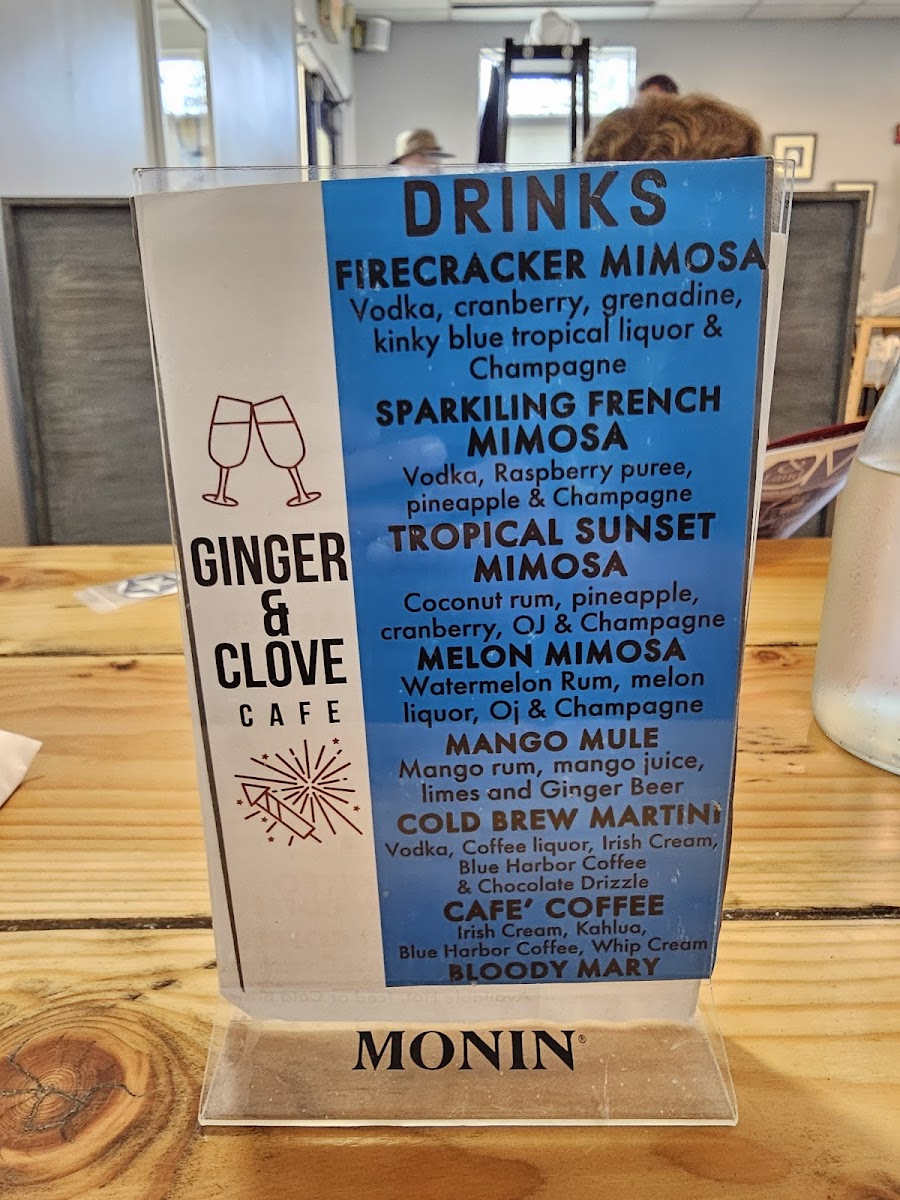 DRINKS
FIRECRACKER MIMOSA
Vodka, cranberry, grenadine,
kinky blue tropical liquor &
Champagne
SPARKILING FRENCH
MIMOSA
Vodka, Raspberry puree,
pineapple & Champagne
TROPICAL SUNSET
MIMOSA
Coconut rum, pineapple,
cranberry, OJ & Champagne
MELON MIMOSA
Watermelon Rum, melon
liquor, Oj & Champagne
MANGO MULE
Mango rum, mango juice,
limes and Ginger Beer
COLD BREW MARTINI
Vodka, Coffee liquor, Irish Cream,
Blue Harbor Coffee
& Chocolate Drizzle
CAFE' COFFEE
Irish Cream, Kahlua,
Blue Harbor Coffee, Whip Cream
BLOODY MARY
GINGER
&
CLOVE
CAFE
MONIN®